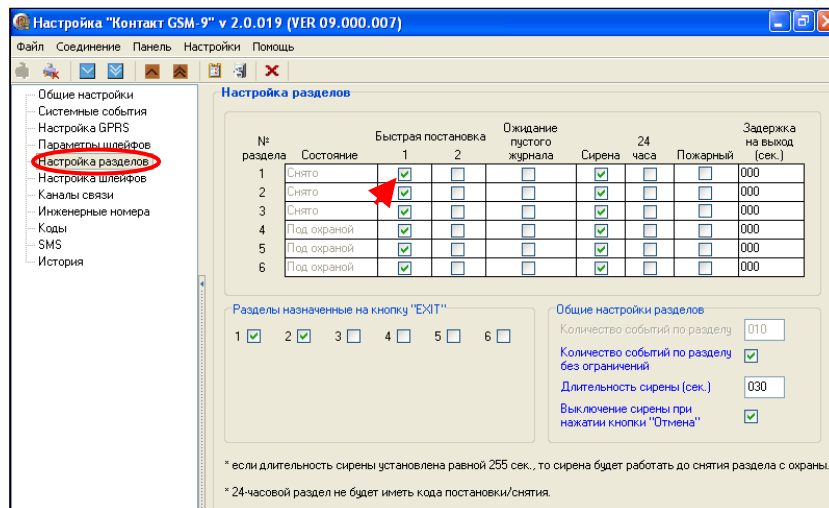 Настройка "Контакт GSM-9" v 2.0.019 (VER 09.000.007)
Файл Соединение Панель Настройки Помощь
Общие настройки
Системные события
Настройка GPRS
Параметры шлейфов
Настройка разделов
Настройка шлейфов
Каналы связи
Инженерные номера
Коды
SMS
История
Настройка разделов
№ раздела Состояние Быстрая постановка 1 2 Ожидание пустого журнала Сирена 24 часа Пожарный Задержка на выход (сек.)
1 Снято 000
2 Снято 000
3 Снято 000
4 Под охраной 000
5 Под охраной 000
6 Под охраной 000
Разделы назначенные на кнопку "EXIT"
1 2 3 4 5 6
Общие настройки разделов
Количество событий по разделу 010
Количество событий по разделу
без ограничений
Длительность сирены (сек.) 030
Выключение сирены при
нажатии кнопки "Отмена"
* если длительность сирены установлена равной 255 сек., то сирена будет работать до снятия раздела с охраны.
* 24-часовой раздел не будет иметь кода постановки/снятия.